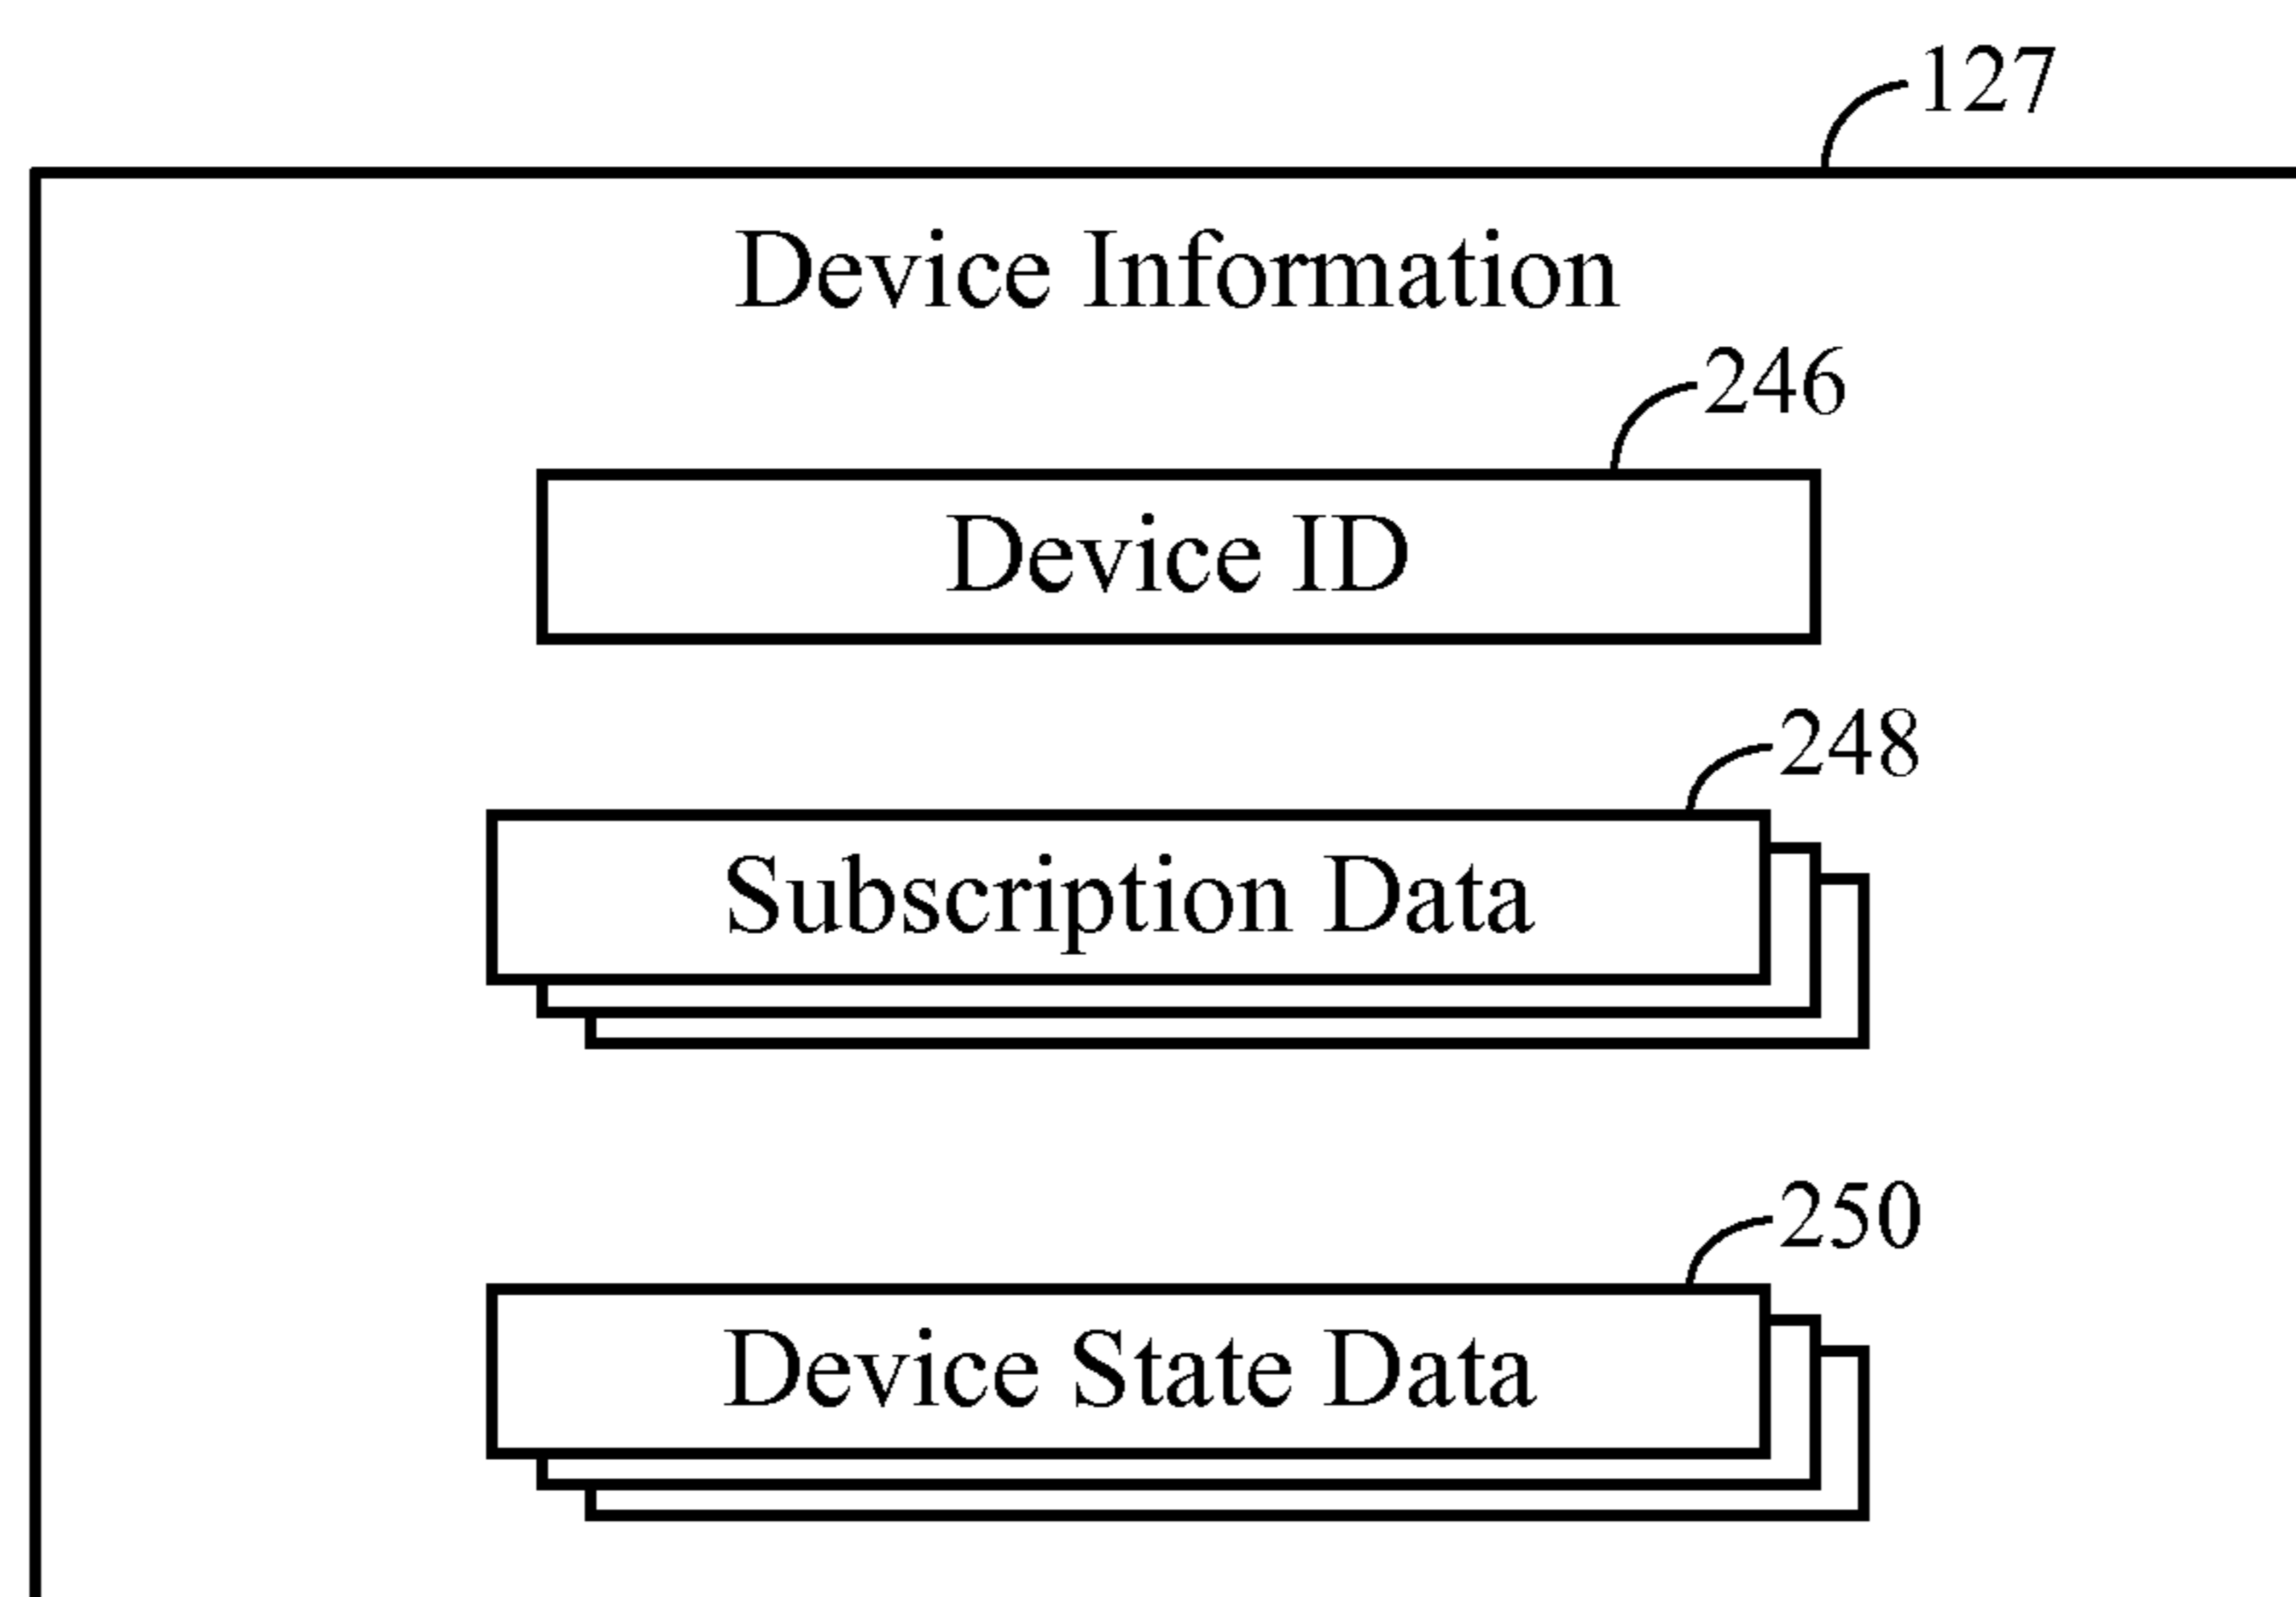 127
Device Information
246
Device ID
248
Subscription Data
250
Device State Data